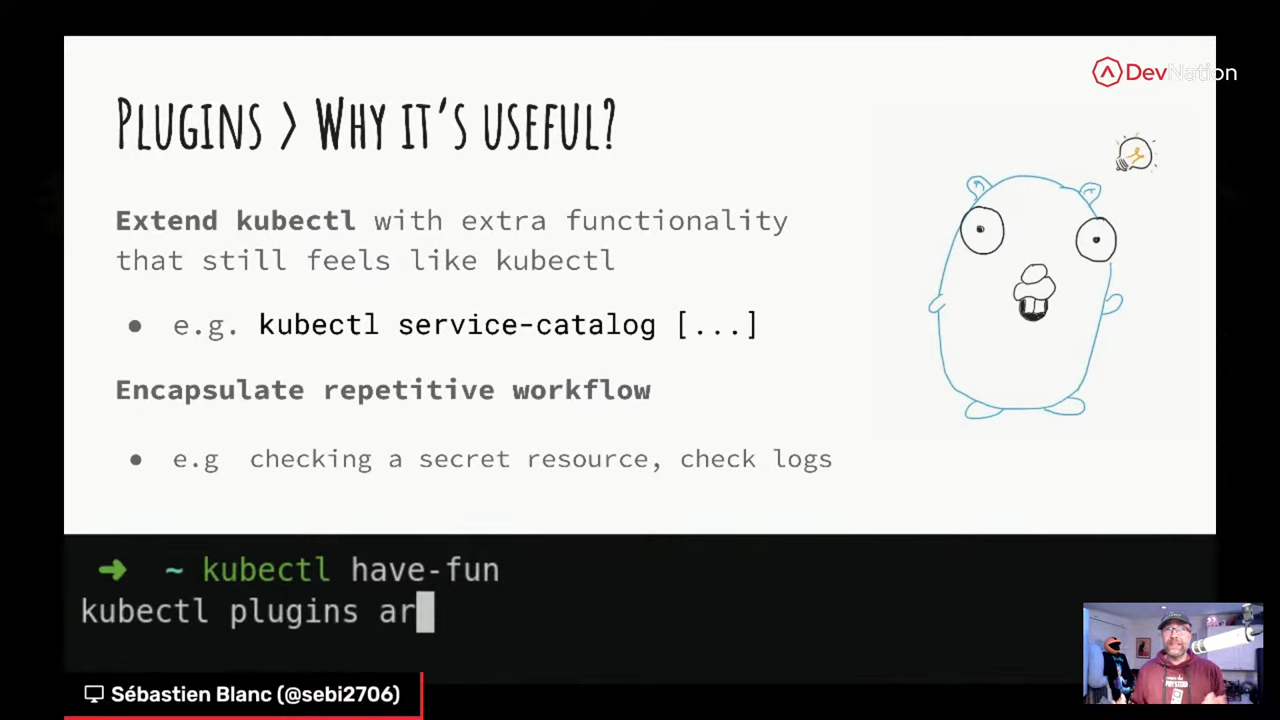 DevNation
Plugins > Why it's useful?
Extend kubectl with extra functionality
that still feels like kubectl
● e.g. kubectl service-catalog [...]
Encapsulate repetitive workflow
● e.g checking a secret resource, check logs
➜ ~ kubectl have-fun
kubectl plugins ar
Sébastien Blanc (@sebi2706)